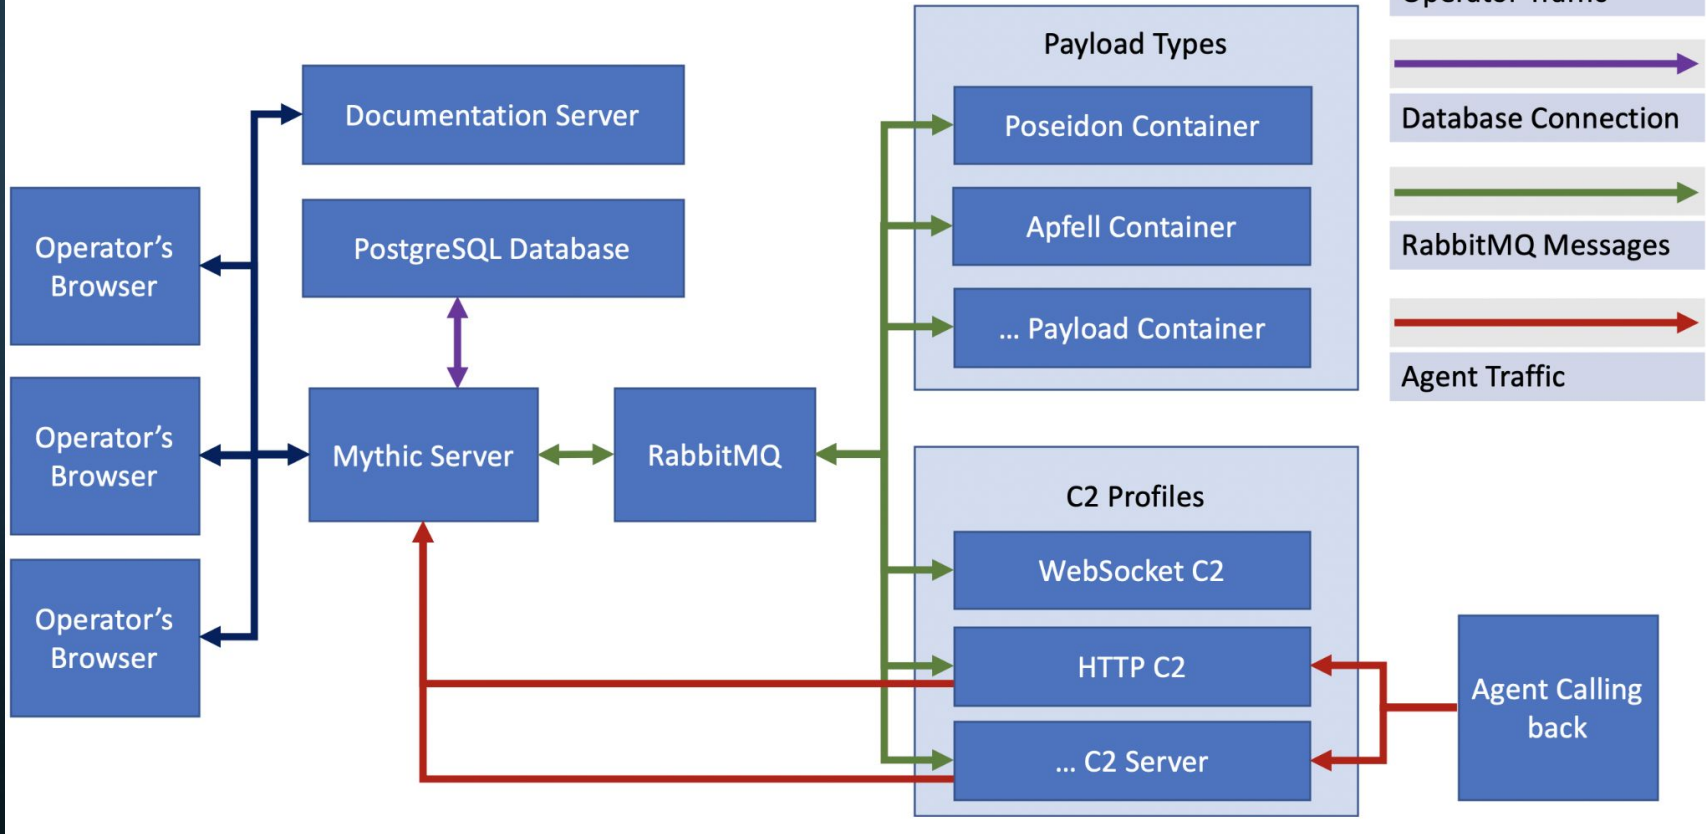 Documentation Server
PostgreSQL Database
Operator's
Browser
Operator's
Browser
Operator's
Browser
Mythic Server
RabbitMQ
Payload Types
Poseidon Container
Apfell Container
... Payload Container
C2 Profiles
WebSocket C2
HTTP C2
... C2 Server
Agent Calling
back
Operator Traffic
Database Connection
RabbitMQ Messages
Agent Traffic